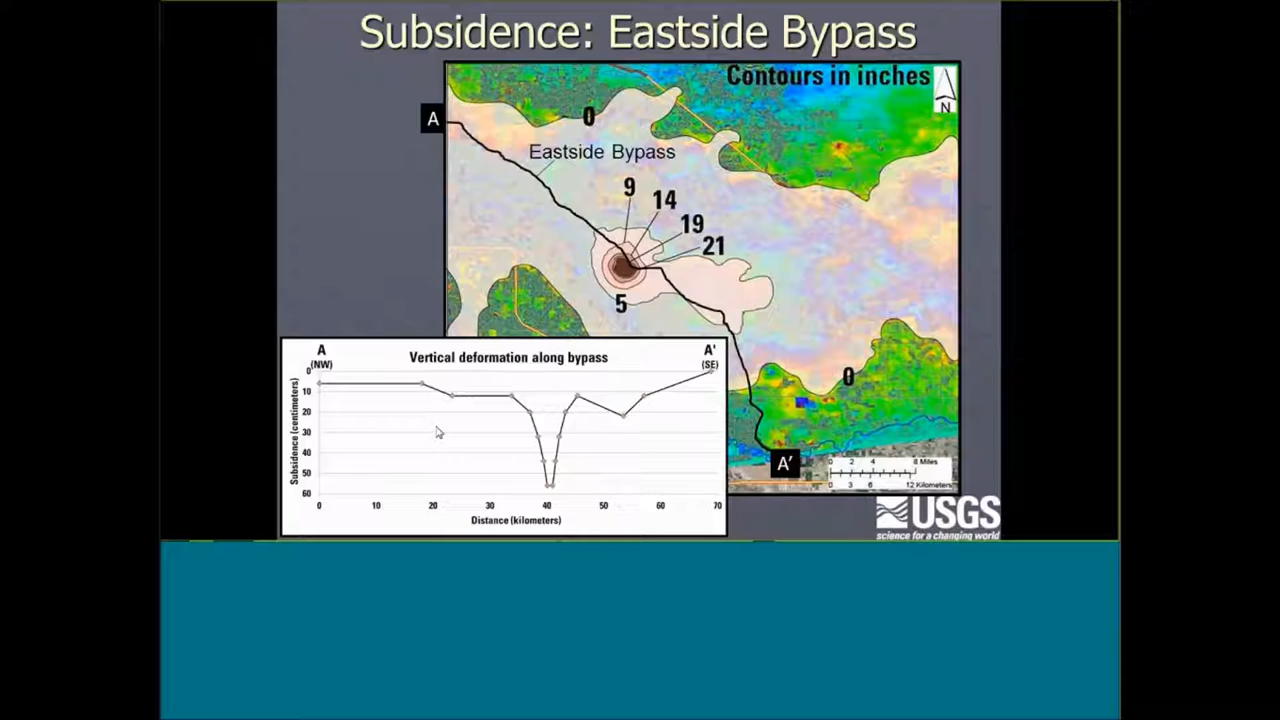 Subsidence: Eastside Bypass
Contours in inches
N
A
0
Eastside Bypass
9
14
19
21
5
0
A'
0 2 4 8 Miles
0 3 6 12 Kilometers
A
(NW)
Vertical deformation along bypass
A'
(SE)
Subsidence (centimeters)
0
10
20
30
40
50
60
0 10 20 30 40 50 60 70
Distance (kilometers)
USGS
science for a changing world